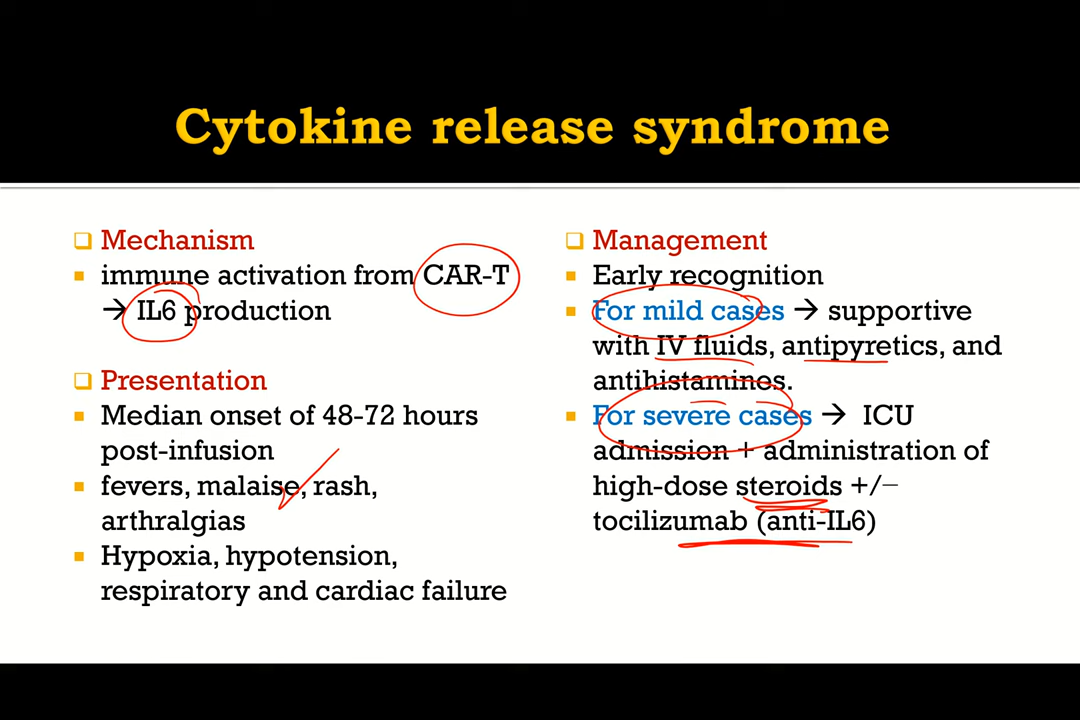 Cytokine release syndrome
❑ Mechanism
▪ immune activation from CAR-T
→ IL6 production
❑ Presentation
▪ Median onset of 48-72 hours
post-infusion
▪ fevers, malaise, rash,
arthralgias
▪ Hypoxia, hypotension,
respiratory and cardiac failure
❑ Management
▪ Early recognition
▪ For mild cases → supportive
with IV fluids, antipyretics, and
antihistamines.
▪ For severe cases → ICU
admission + administration of
high-dose steroids +/−
tocilizumab (anti-IL6)